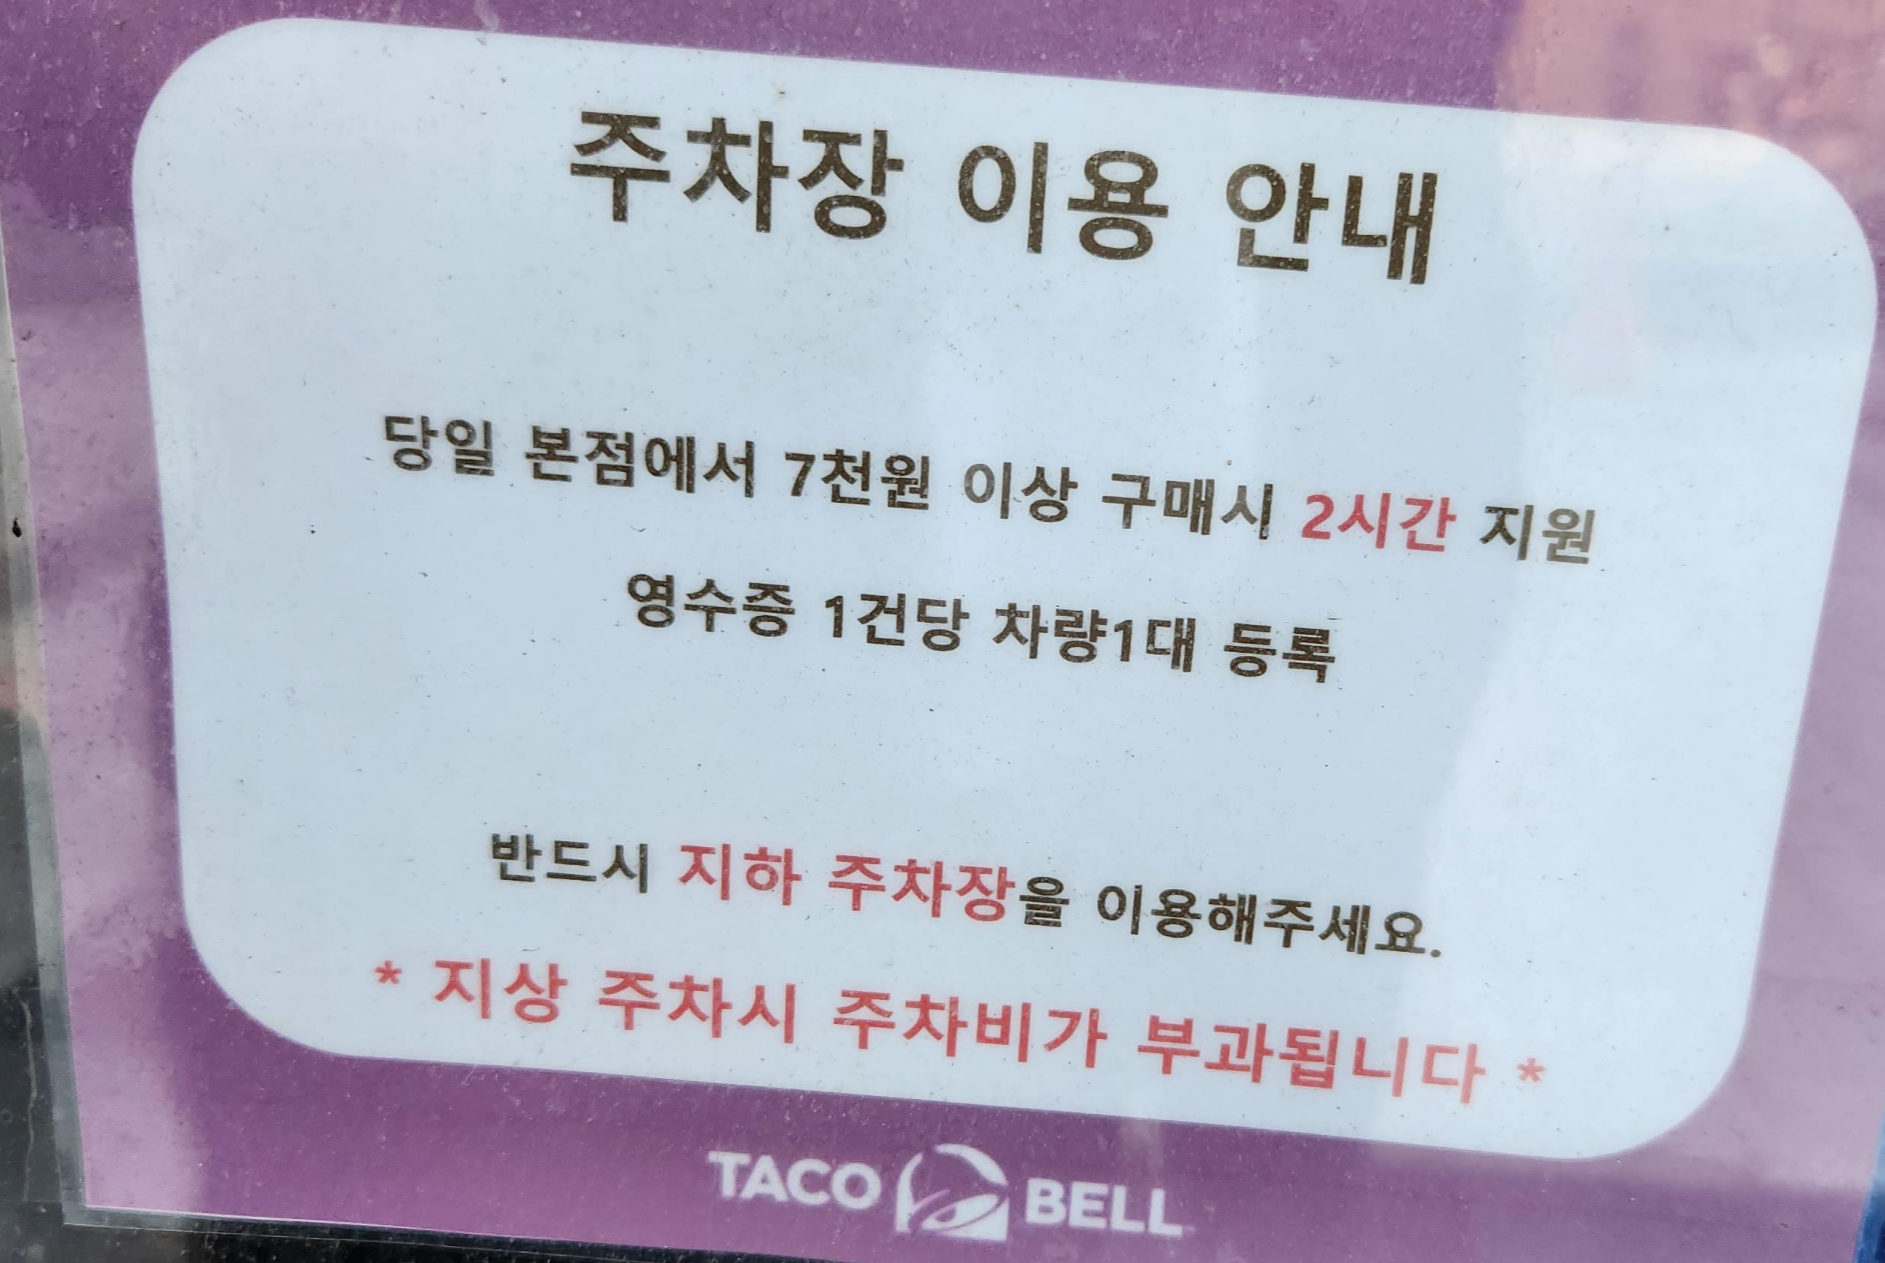 주차장 이용 안내
당일 본점에서 7천원 이상 구매시 2시간 지원
영수증 1건당 차량1대 등록
반드시 지하 주차장을 이용해주세요.
* 지상 주차시 주차비가 부과됩니다 *
TACO BELL